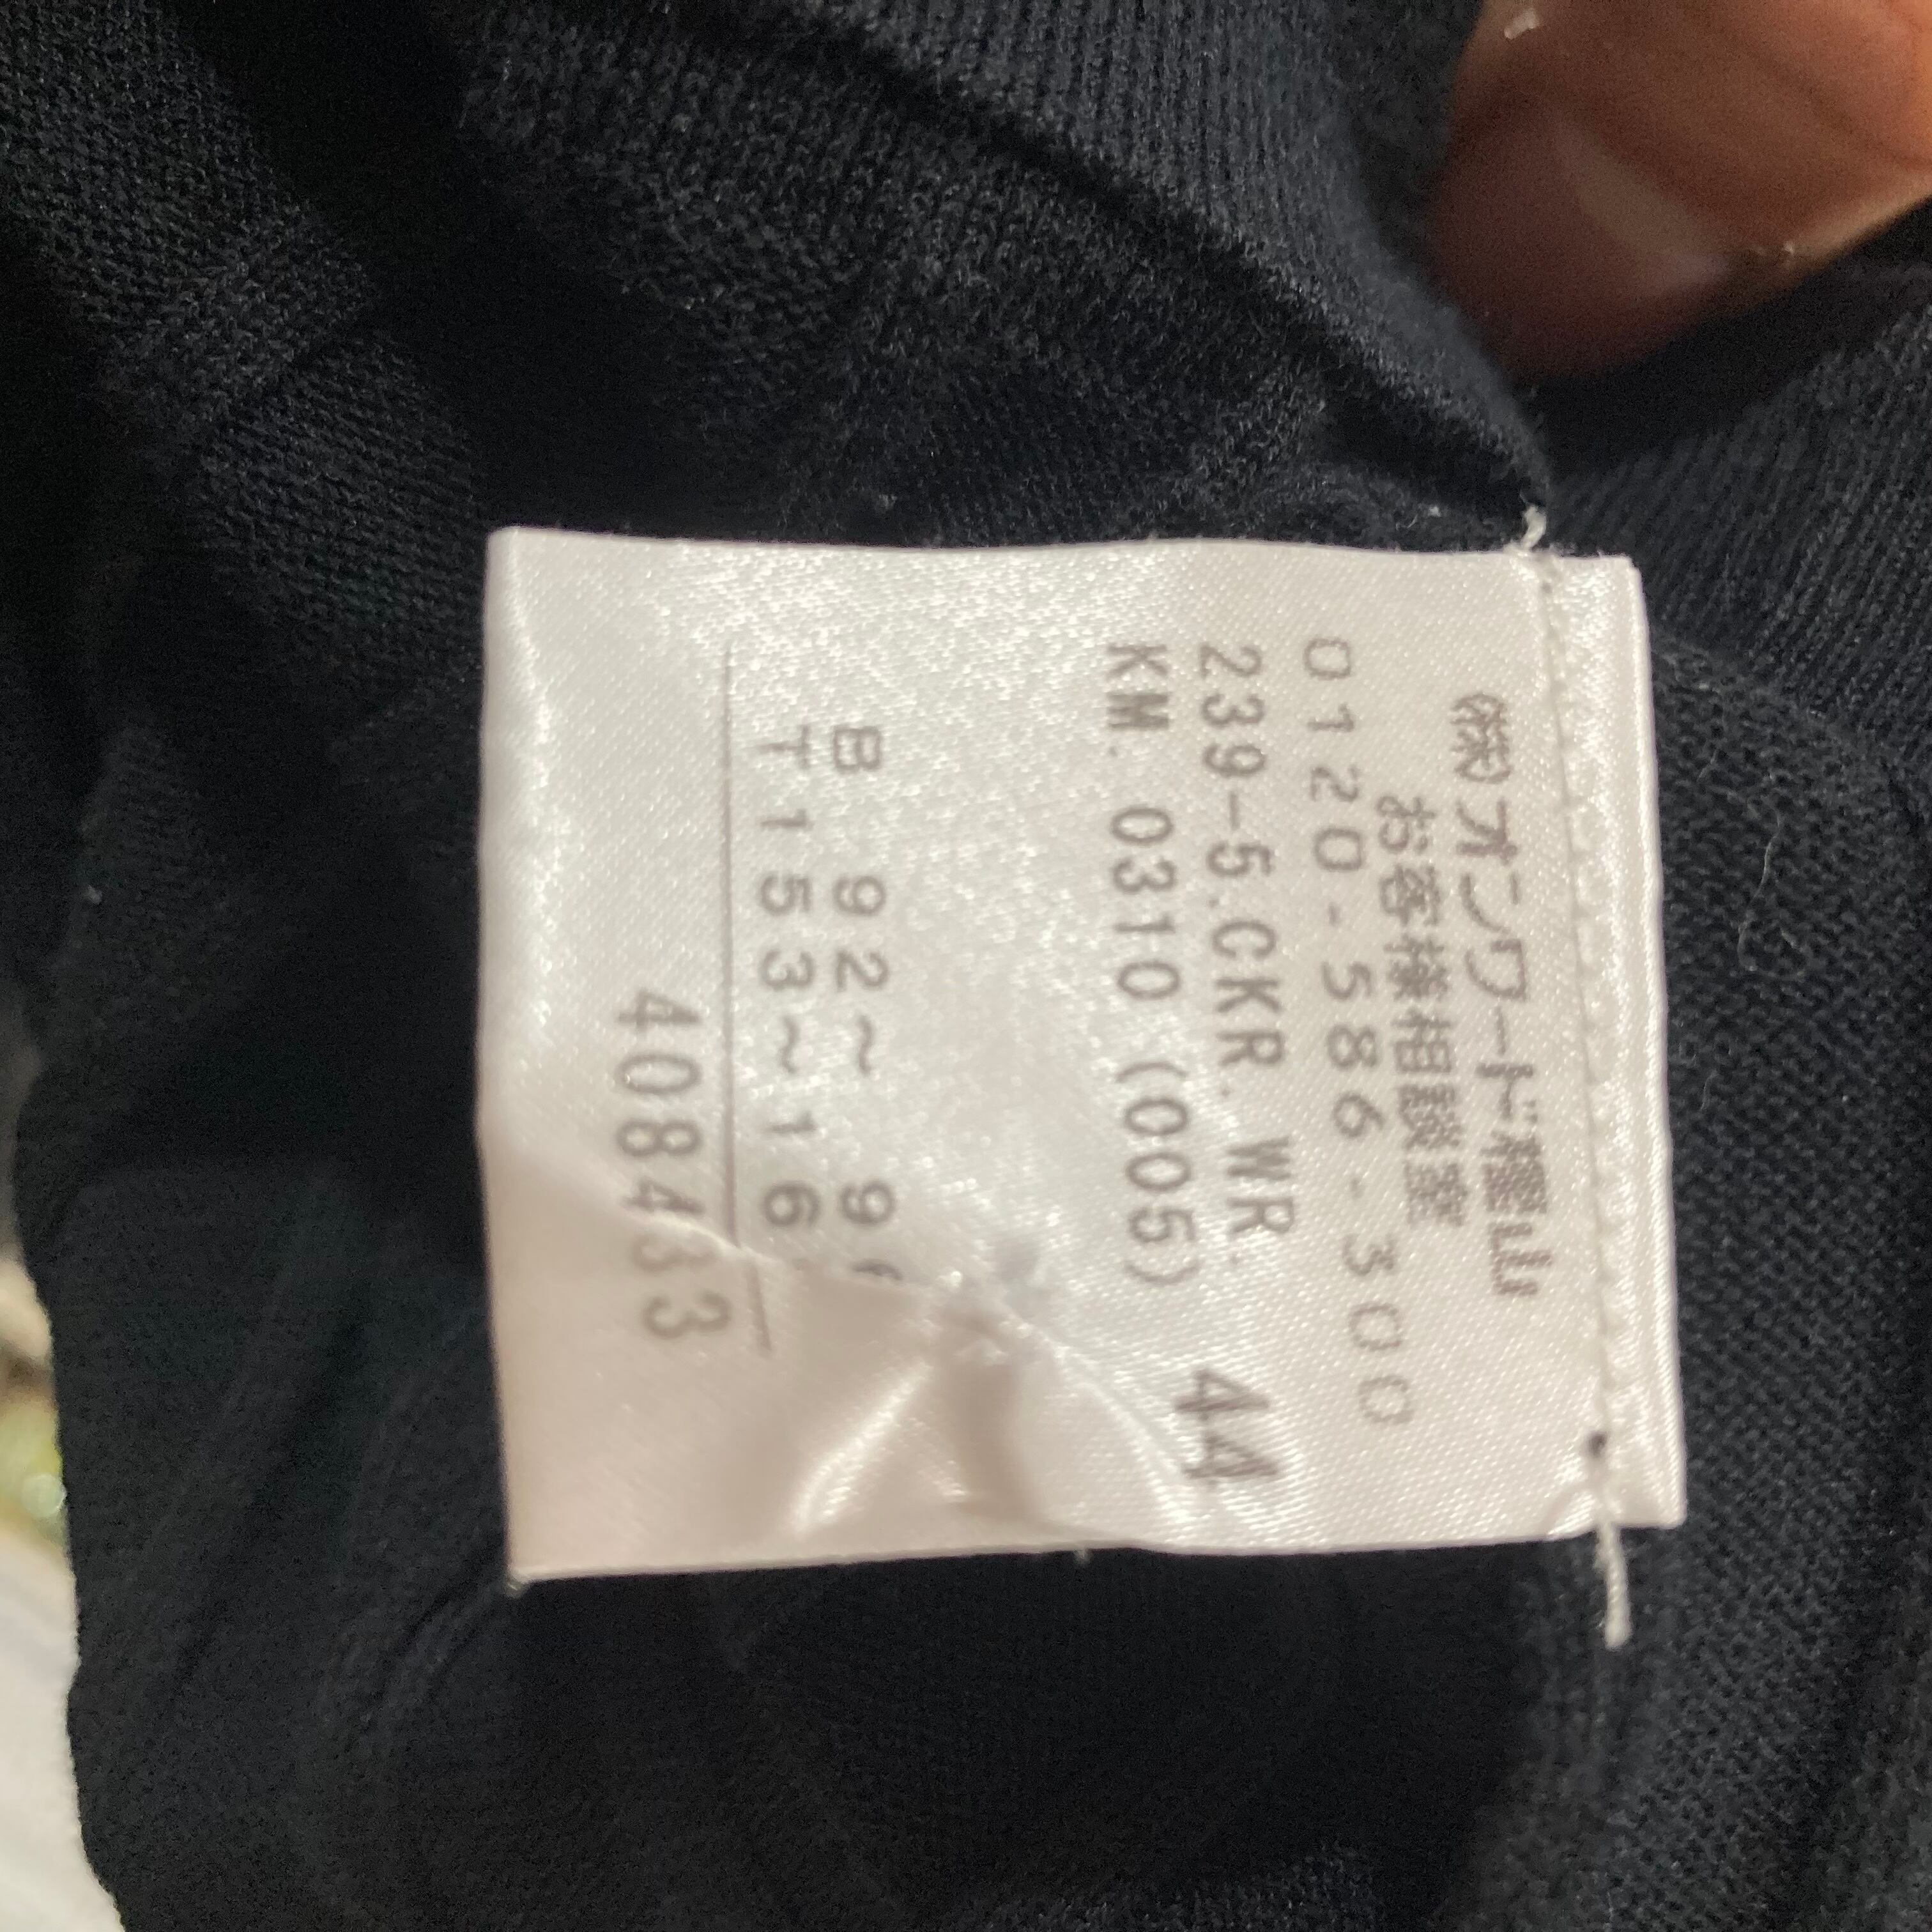 ㈱オンワード樫山
お客様相談室
0120-586-300
239-5.CKR.WR.
KM.0310(005) 44
B 92~ 9
T153~16
408433